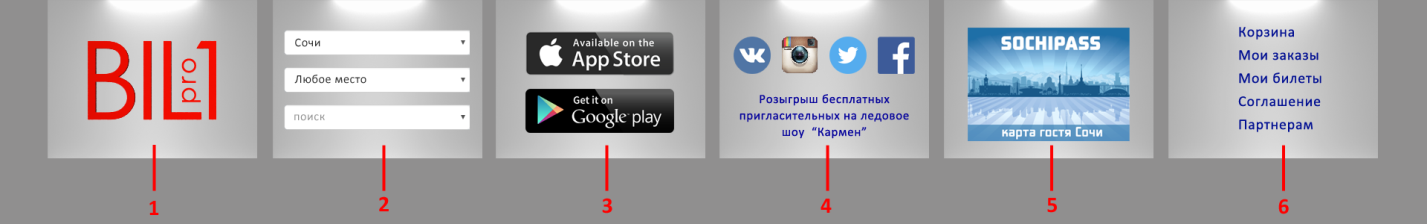 BIL1
pro
Сочи
Любое место
поиск
Available on the
App Store
Get it on
Google play
Розыгрыш бесплатных
пригласительных на ледовое
шоу "Кармен"
SOCHIPASS
карта гостя Сочи
Корзина
Мои заказы
Мои билеты
Соглашение
Партнерам
1
2
3
4
5
6